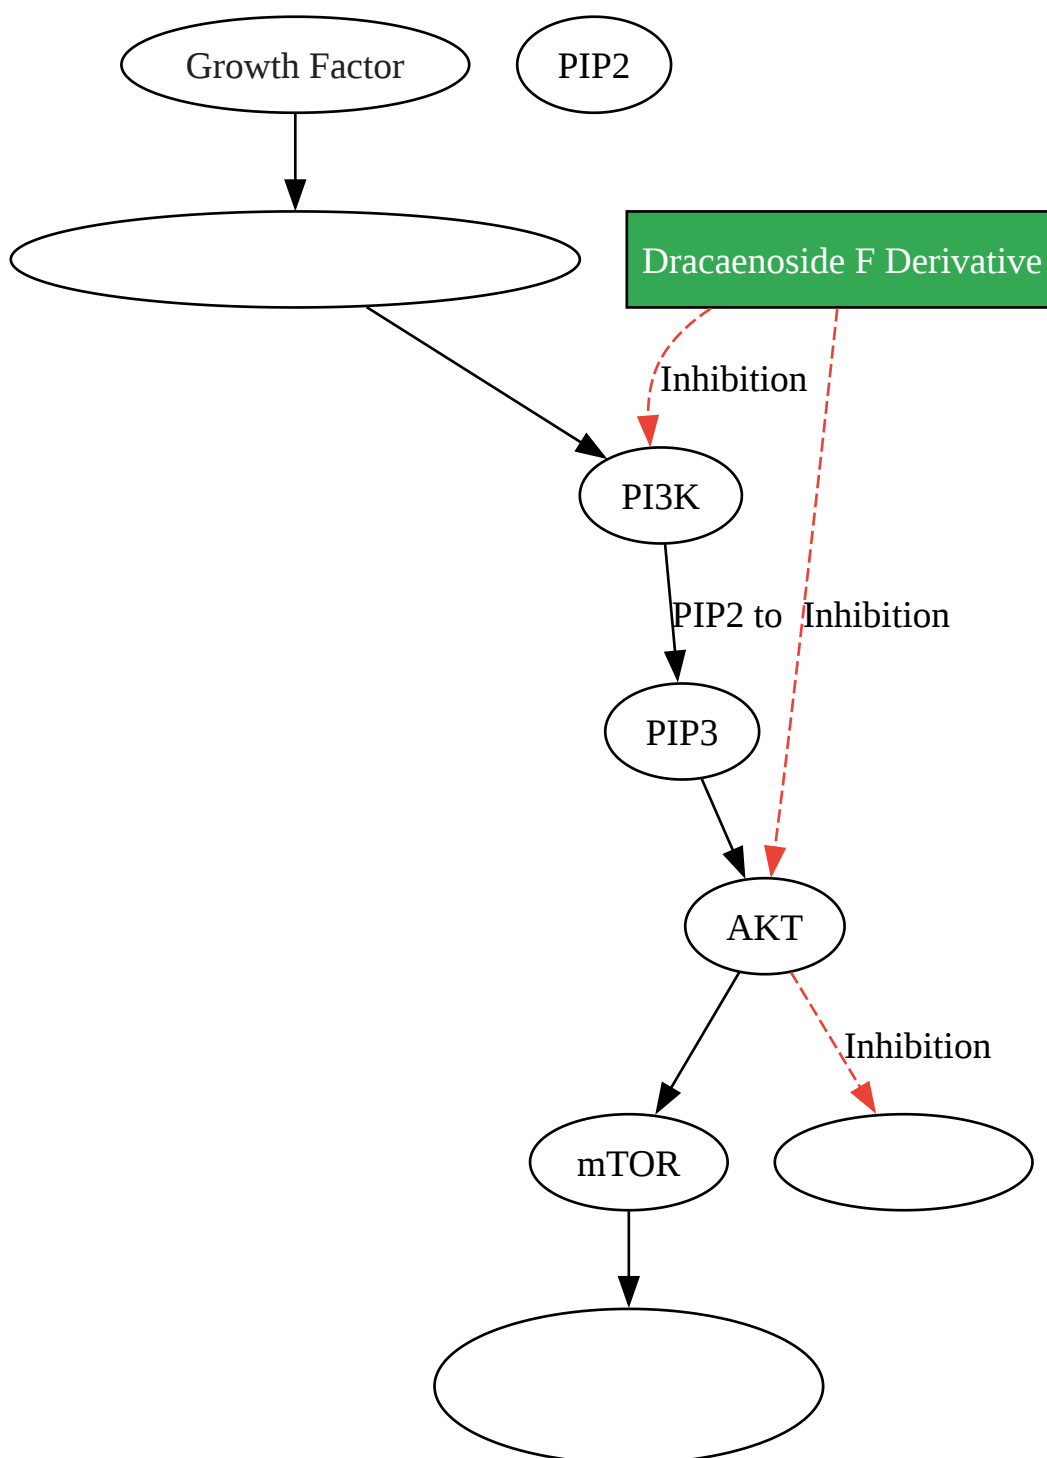 Growth Factor
PIP2
Dracaenoside F Derivative
Inhibition
PI3K
PIP2 to
Inhibition
PIP3
AKT
Inhibition
mTOR